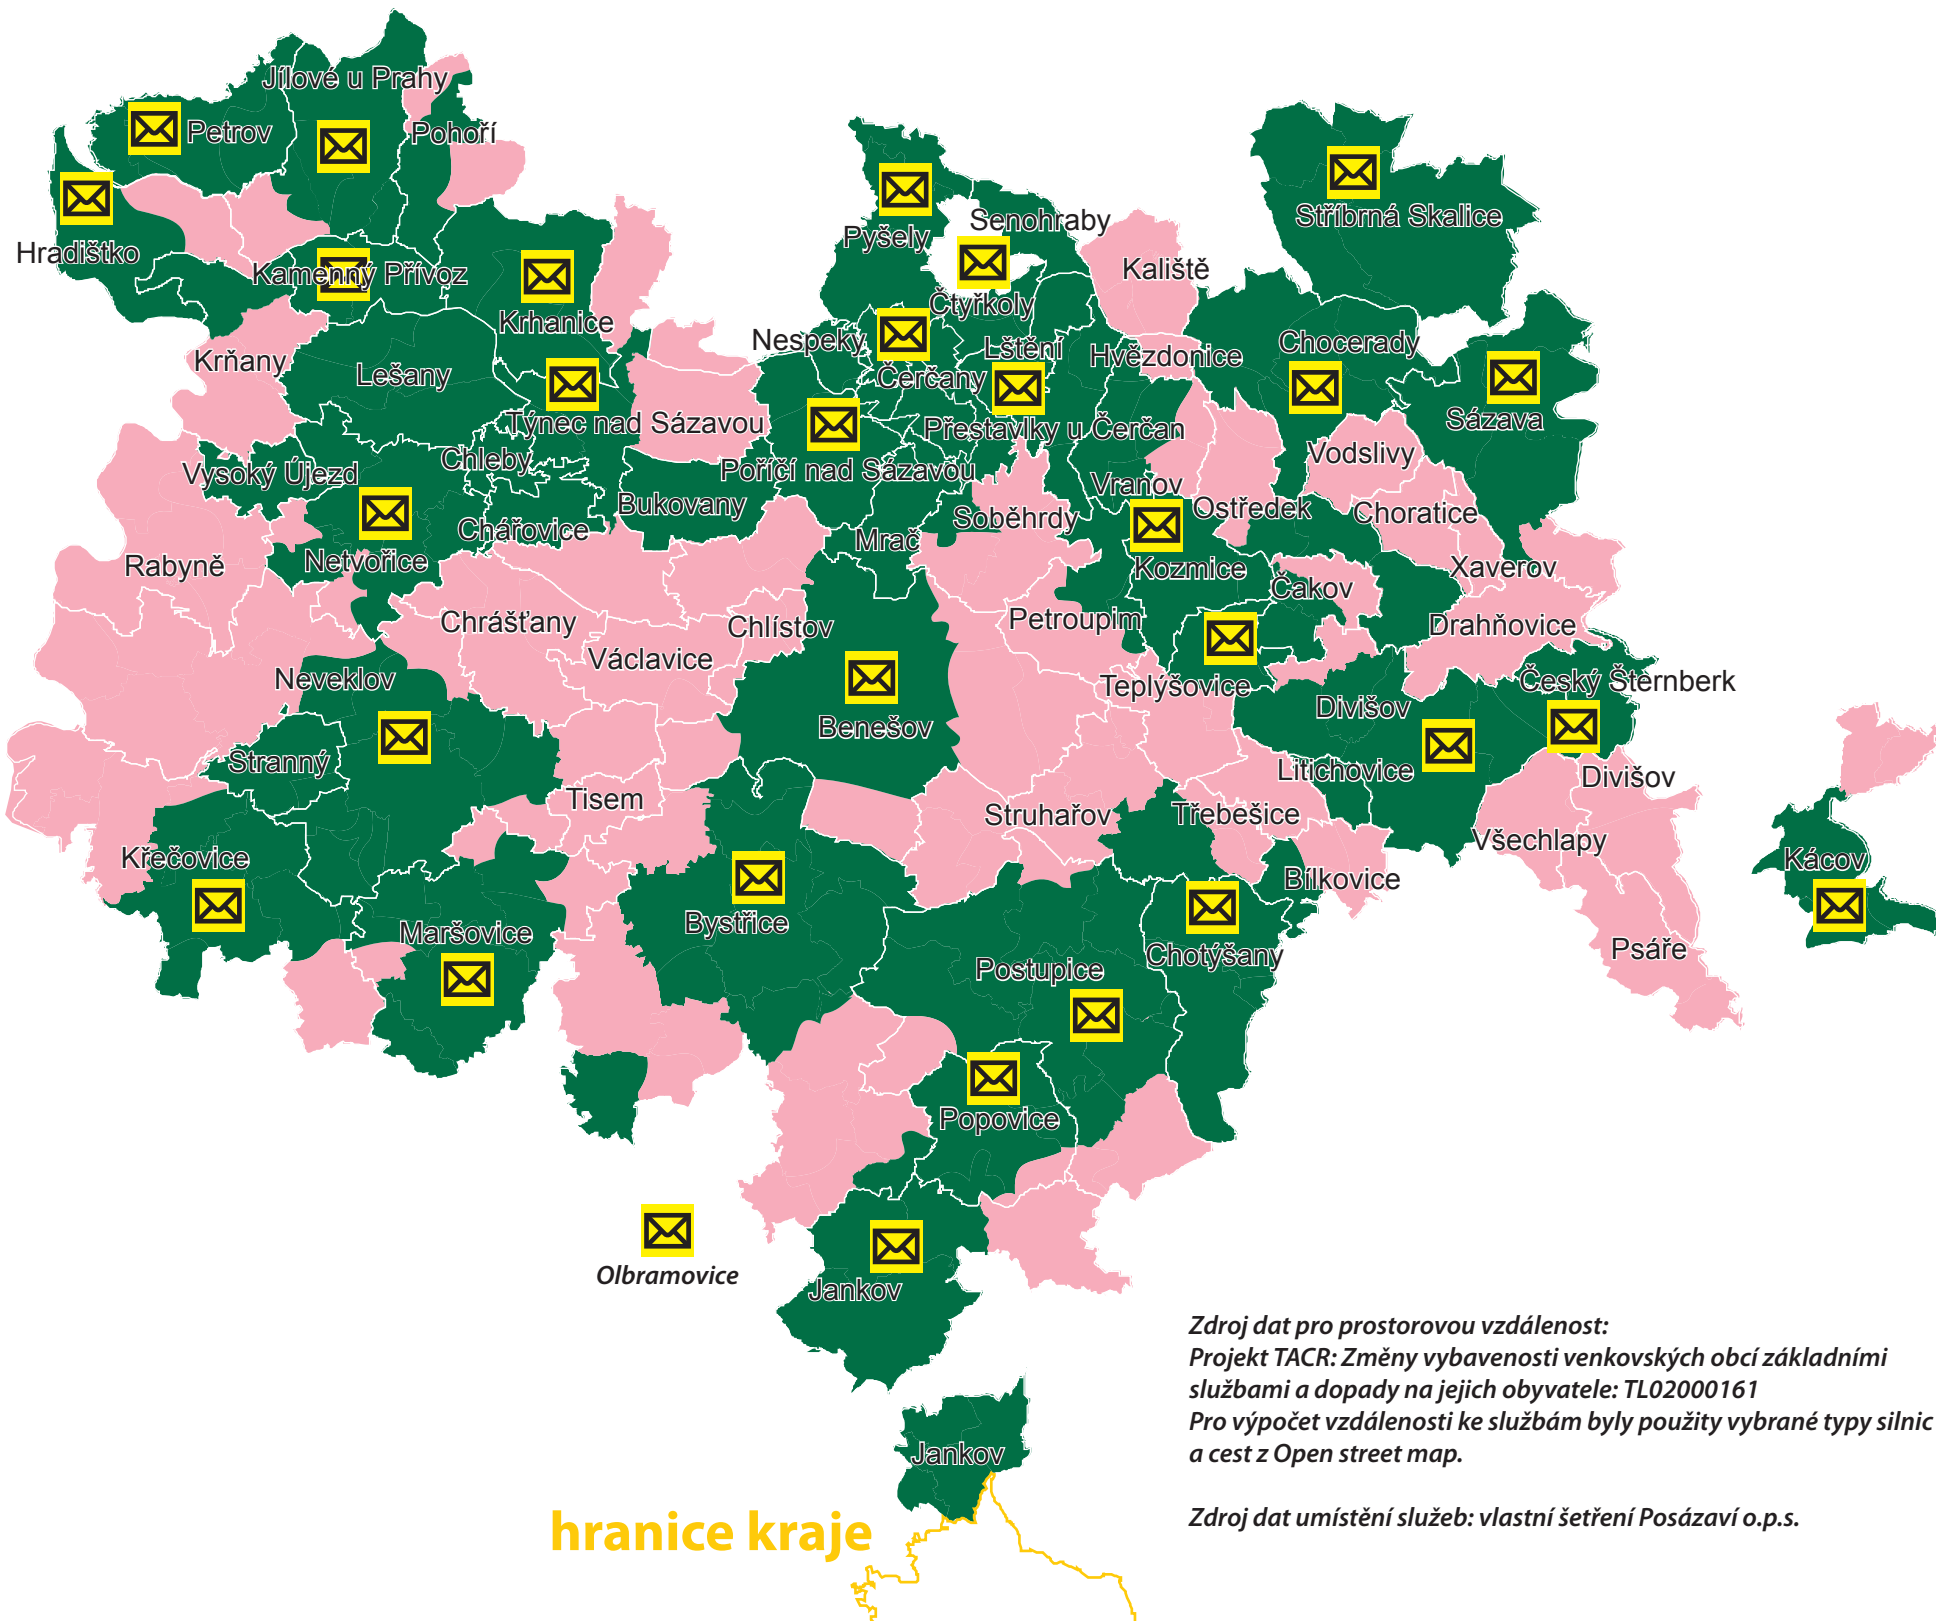 Jílové u Prahy
Petrov
Pohoří
Stříbrná Skalice
Senohraby
Pyšely
Hradištko
Kaliště
Kamenný Přívoz
Čtyřkoly
Krhanice
Nespeky
Lštění
Hvězdonice
Chocerady
Krňany
Lešany
Čerčany
Sázava
Týnec nad Sázavou
Přestavlky u Čerčan
Vodslivy
Chleby
Vysoký Újezd
Poříčí nad Sázavou
Vranov
Bukovany
Ostředek
Choratice
Soběhrdy
Chářovice
Mrač
Netvořice
Rabyně
Kozmice
Xaverov
Čakov
Chrášťany
Chlístov
Petroupim
Drahňovice
Václavice
Neveklov
Teplýšovice
Český Šternberk
Divišov
Benešov
Stranný
Litichovice
Divišov
Tisem
Struhařov
Třebešice
Všechlapy
Křečovice
Kácov
Bílkovice
Bystřice
Maršovice
Psáře
Chotýšany
Postupice
Popovice
Olbramovice
Jankov
Zdroj dat pro prostorovou vzdálenost:
Projekt TACR: Změny vybavenosti venkovských obcí základními
službami a dopady na jejich obyvatele: TL02000161
Pro výpočet vzdálenosti ke službám byly použity vybrané typy silnic
a cest z Open street map.
Jankov
Zdroj dat umístění služeb: vlastní šetření Posázaví o.p.s.
hranice kraje